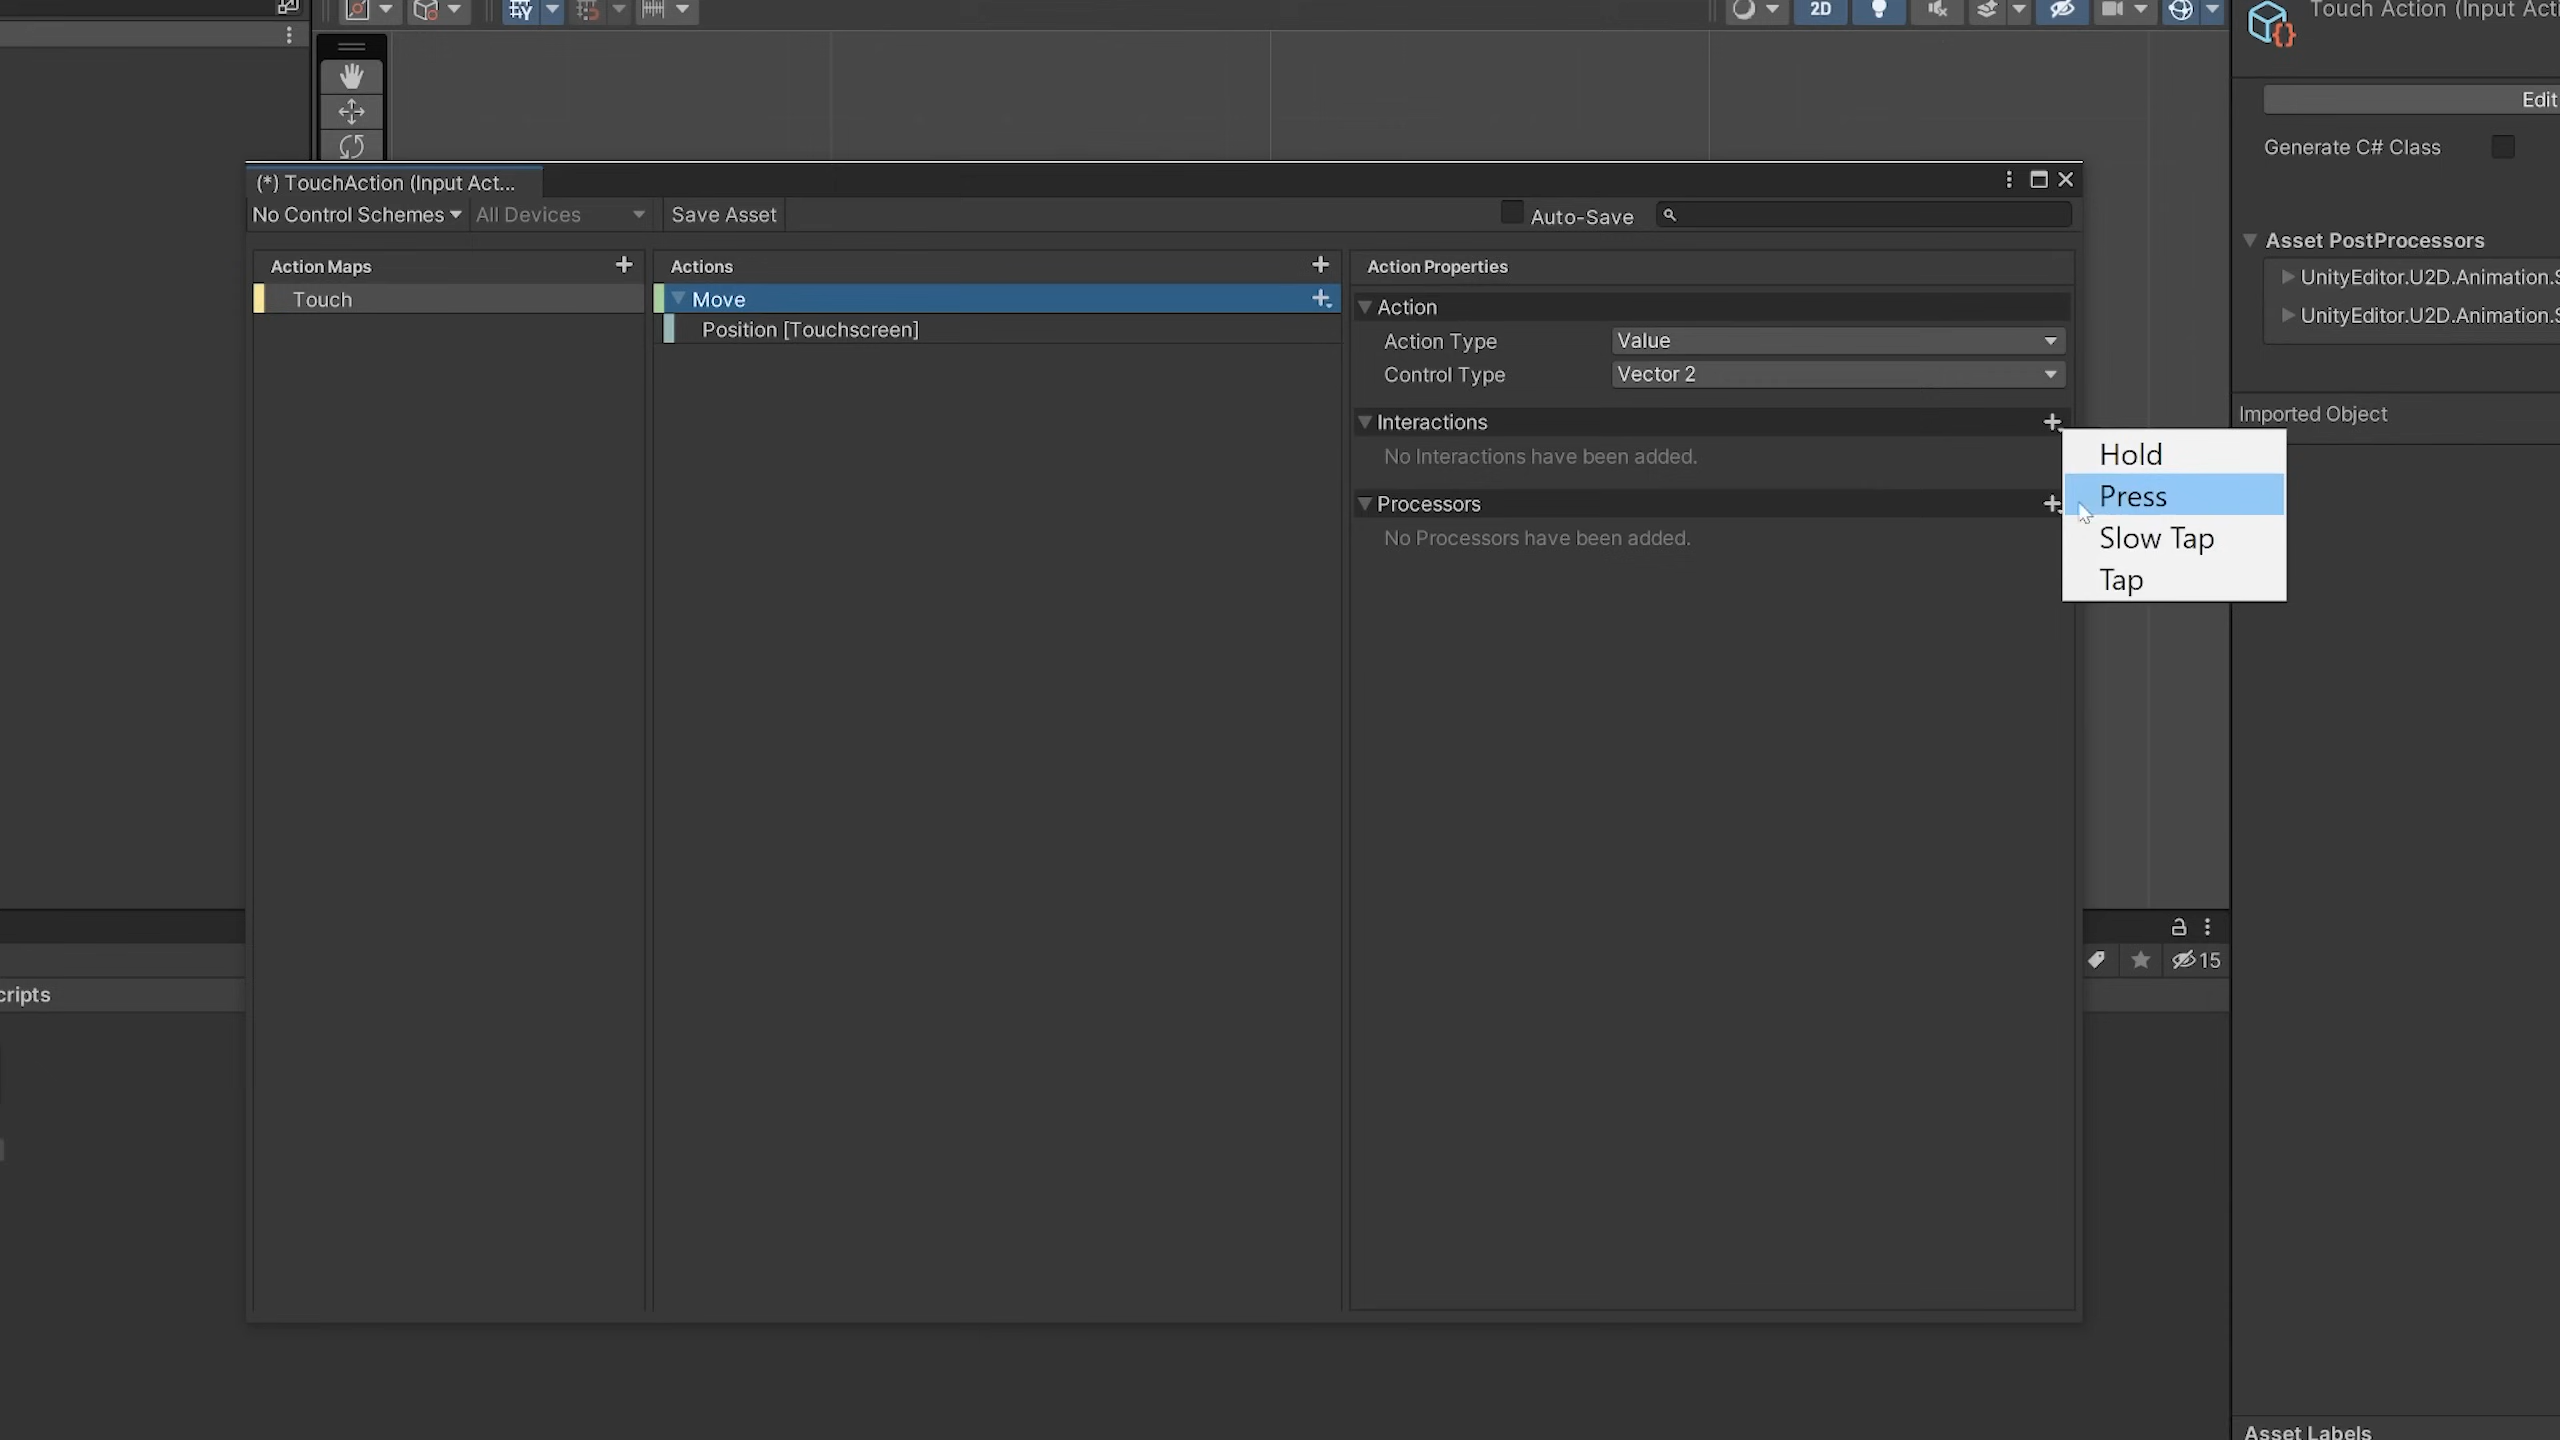 2D
Touch Action (Input Acti
Edit
Generate C# Class
(*) TouchAction (Input Act...
No Control Schemes
All Devices
Save Asset
Auto-Save
Asset PostProcessors
UnityEditor.U2D.Animation.S
UnityEditor.U2D.Animation.S
Action Maps
Actions
Action Properties
Touch
Move
Position [Touchscreen]
Action
Action Type
Value
Control Type
Vector 2
Interactions
No Interactions have been added.
Processors
No Processors have been added.
Imported Object
Hold
Press
Slow Tap
Tap
15
cripts
Asset Labels